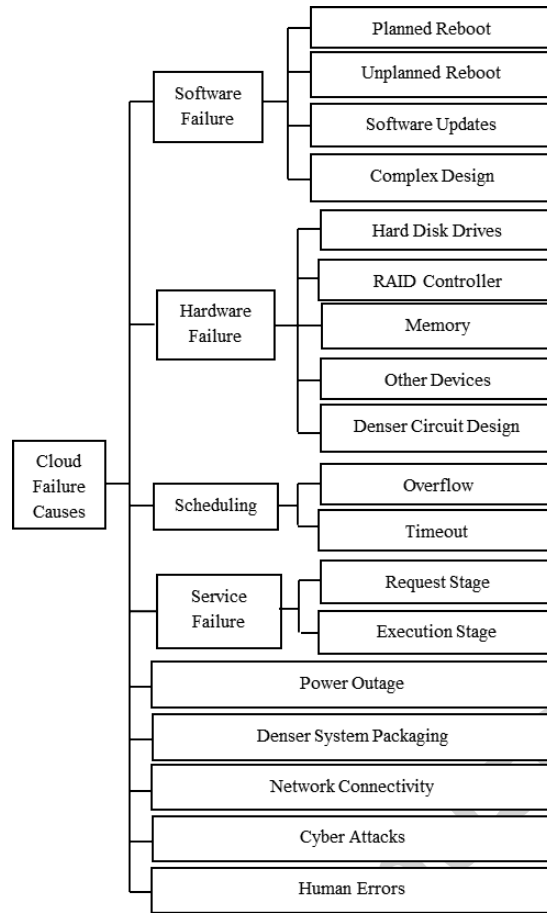 Cloud
Failure
Causes
Software
Failure
Planned Reboot
Unplanned Reboot
Software Updates
Complex Design
Hardware
Failure
Hard Disk Drives
RAID Controller
Memory
Other Devices
Denser Circuit Design
Scheduling
Overflow
Timeout
Service
Failure
Request Stage
Execution Stage
Power Outage
Denser System Packaging
Network Connectivity
Cyber Attacks
Human Errors